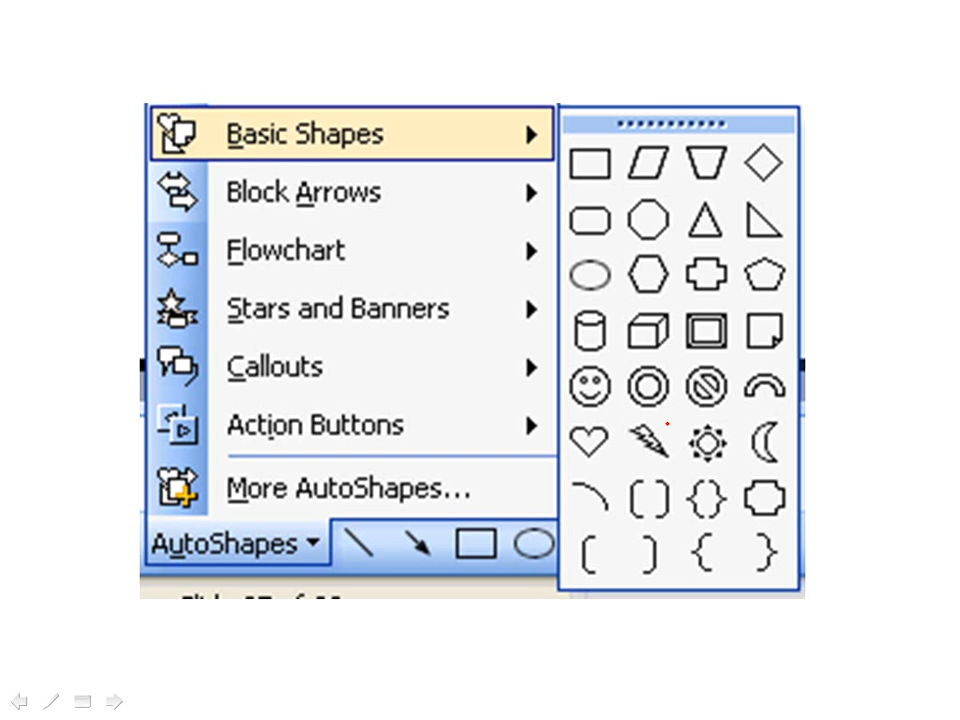 Basic Shapes
Block Arrows
Flowchart
Stars and Banners
Callouts
Action Buttons
More AutoShapes...
AutoShapes